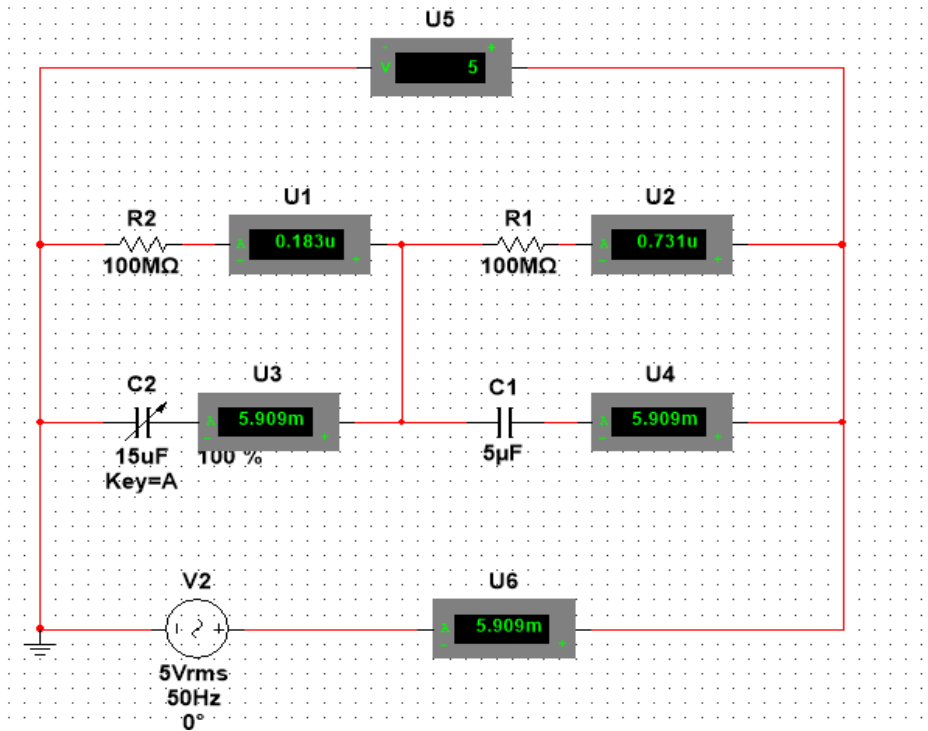 U5
- +
V 5
U1
U2
R2
R1
A 0.183u
A 0.731u
100MΩ
100MΩ
- +
- +
U3
U4
C2
C1
A 5.909m
A 5.909m
- +
- +
15uF
100 %
5µF
Key=A
V2
U6
A 5.909m
- +
5Vrms
50Hz
0°